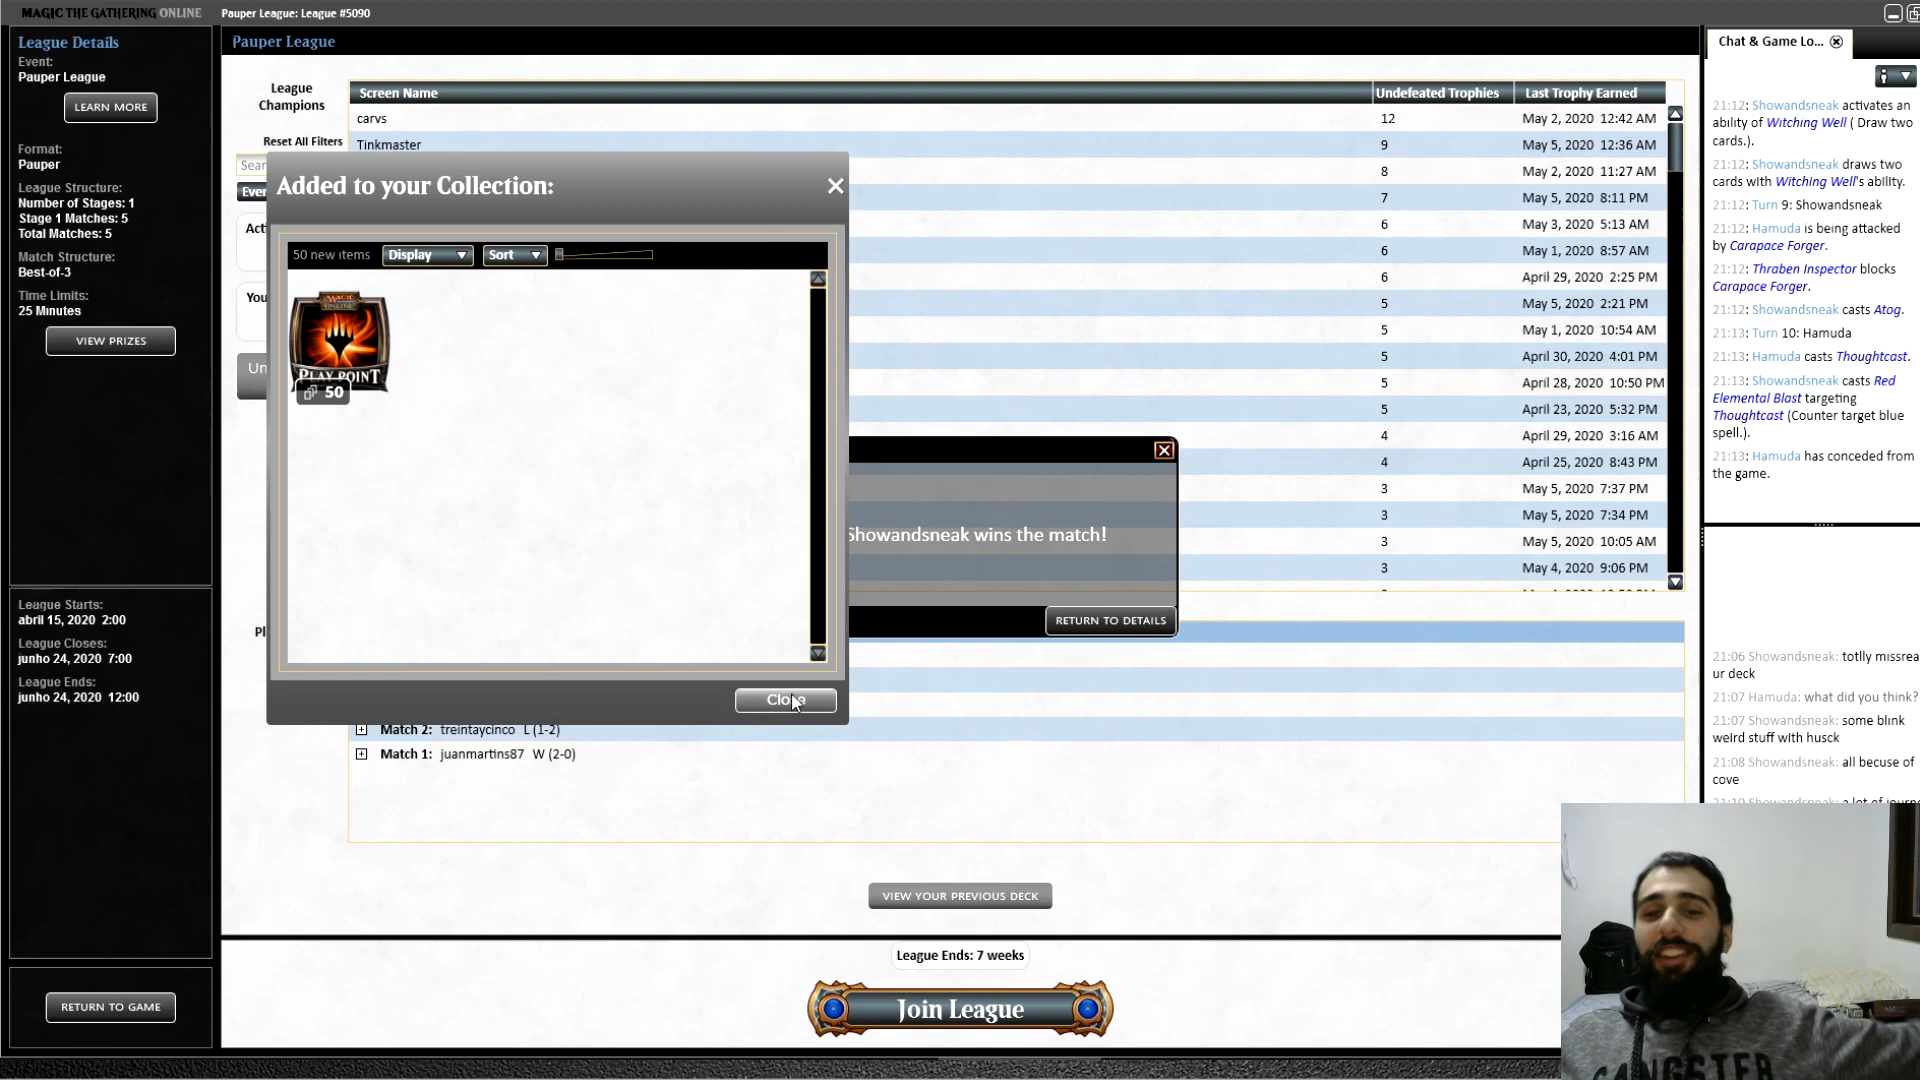 MAGIC THE GATHERING ONLINE
Pauper League: League #5090
League Details
Event:
Pauper League
LEARN MORE
Format:
Pauper
League Structure:
Number of Stages: 1
Stage 1 Matches: 5
Total Matches: 5
Match Structure:
Best-of-3
Time Limits:
25 Minutes
VIEW PRIZES
League Starts:
abril 15, 2020 2:00
League Closes:
junho 24, 2020 7:00
League Ends:
junho 24, 2020 12:00
RETURN TO GAME
Pauper League
League
Champions
Reset All Filters
Screen Name Undefeated Trophies Last Trophy Earned
carvs 12 May 2, 2020 12:42 AM
Tinkmaster 9 May 5, 2020 12:36 AM
8 May 2, 2020 11:27 AM
7 May 5, 2020 8:11 PM
6 May 3, 2020 5:13 AM
6 May 1, 2020 8:57 AM
6 April 29, 2020 2:25 PM
5 May 5, 2020 2:21 PM
5 May 1, 2020 10:54 AM
5 April 30, 2020 4:01 PM
5 April 28, 2020 10:50 PM
5 April 23, 2020 5:32 PM
4 April 29, 2020 3:16 AM
4 April 25, 2020 8:43 PM
3 May 5, 2020 7:37 PM
3 May 5, 2020 7:34 PM
3 May 5, 2020 10:05 AM
3 May 4, 2020 9:06 PM
Added to your Collection:
50 new items Display Sort
MAGIC
ONLINE
PLAY POINT
50
Close
Showandsneak wins the match!
RETURN TO DETAILS
Match 2: treintaycinco L (1-2)
Match 1: juanmartins87 W (2-0)
VIEW YOUR PREVIOUS DECK
League Ends: 7 weeks
Join League
Chat & Game Lo...
21:12: Showandsneak activates an
ability of Witching Well ( Draw two
cards.).
21:12: Showandsneak draws two
cards with Witching Well's ability.
21:12: Turn 9: Showandsneak
21:12: Hamuda is being attacked
by Carapace Forger.
21:12: Thraben Inspector blocks
Carapace Forger.
21:12: Showandsneak casts Atog.
21:13: Turn 10: Hamuda
21:13: Hamuda casts Thoughtcast.
21:13: Showandsneak casts Red
Elemental Blast targeting
Thoughtcast (Counter target blue
spell.).
21:13: Hamuda has conceded from
the game.
21:06 Showandsneak: totlly missrea
ur deck
21:07 Hamuda: what did you think?
21:07 Showandsneak: some blink
weird stuff with husck
21:08 Showandsneak: all becuse of
cove
21:10 Showandsneak: a lot of
GANGSTER